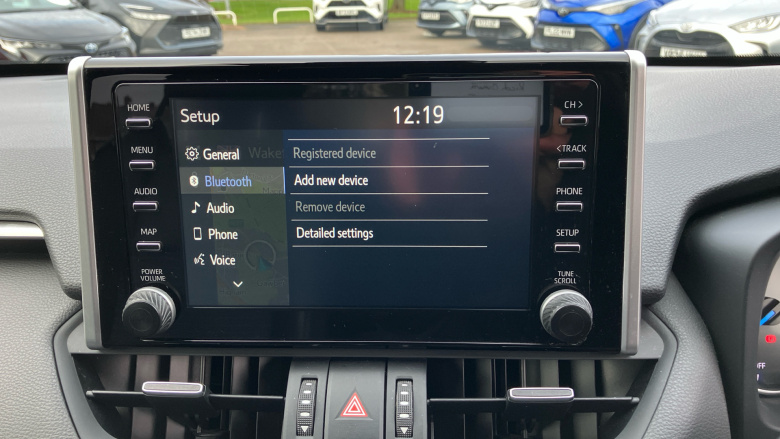 HOME
MENU
AUDIO
MAP
POWER
VOLUME
Setup
12:19
General
Bluetooth
Audio
Phone
Voice
Registered device
Add new device
Remove device
Detailed settings
CH >
<TRACK
PHONE
SETUP
TUNE
SCROLL
OFF